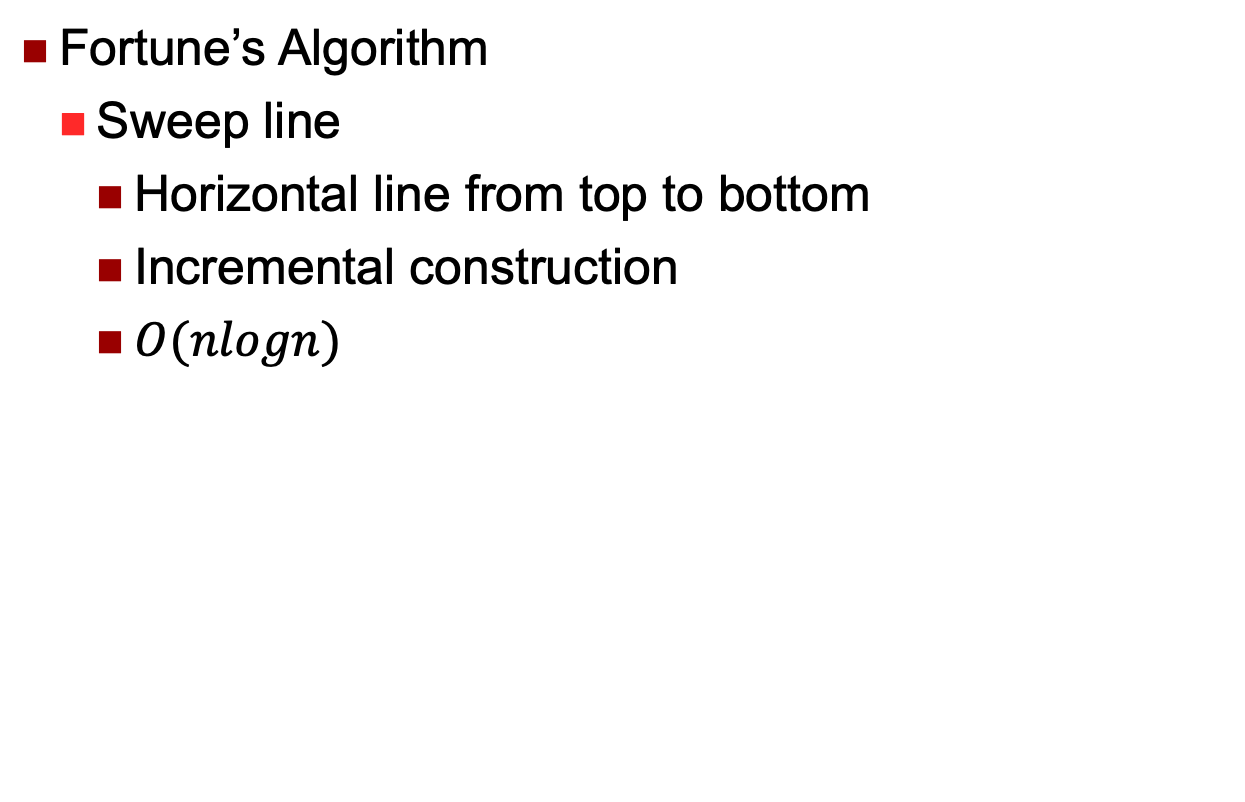 Fortune’s Algorithm
Sweep line
Horizontal line from top to bottom
Incremental construction
O(nlogn)